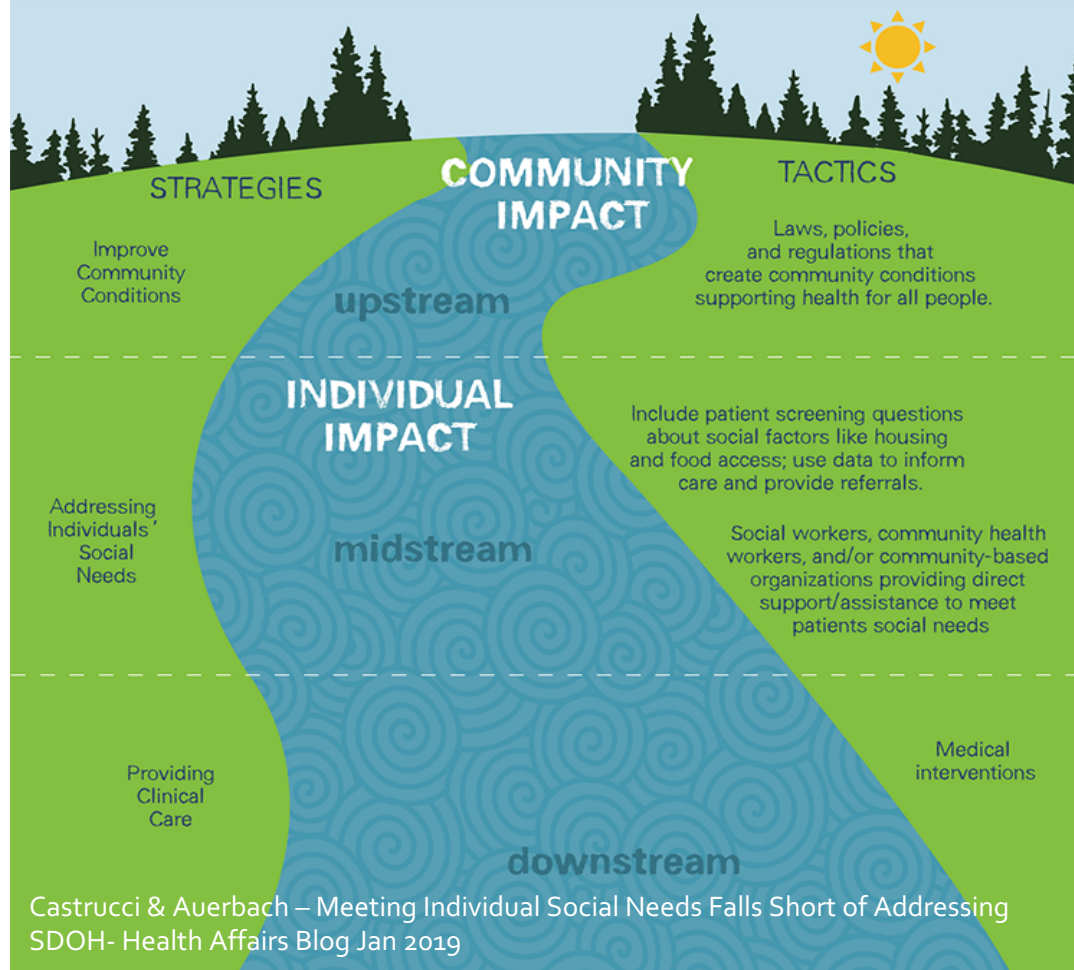 STRATEGIES
COMMUNITY
IMPACT
TACTICS
Improve
Community
Conditions
upstream
Laws, policies,
and regulations that
create community conditions
supporting health for all people.
INDIVIDUAL
IMPACT
Addressing
Individuals'
Social
Needs
midstream
Include patient screening questions
about social factors like housing
and food access; use data to inform
care and provide referrals.
Social workers, community health
workers, and/or community-based
organizations providing direct
support/assistance to meet
patients social needs
Providing
Clinical
Care
downstream
Medical
interventions
Castrucci & Auerbach – Meeting Individual Social Needs Falls Short of Addressing
SDOH- Health Affairs Blog Jan 2019